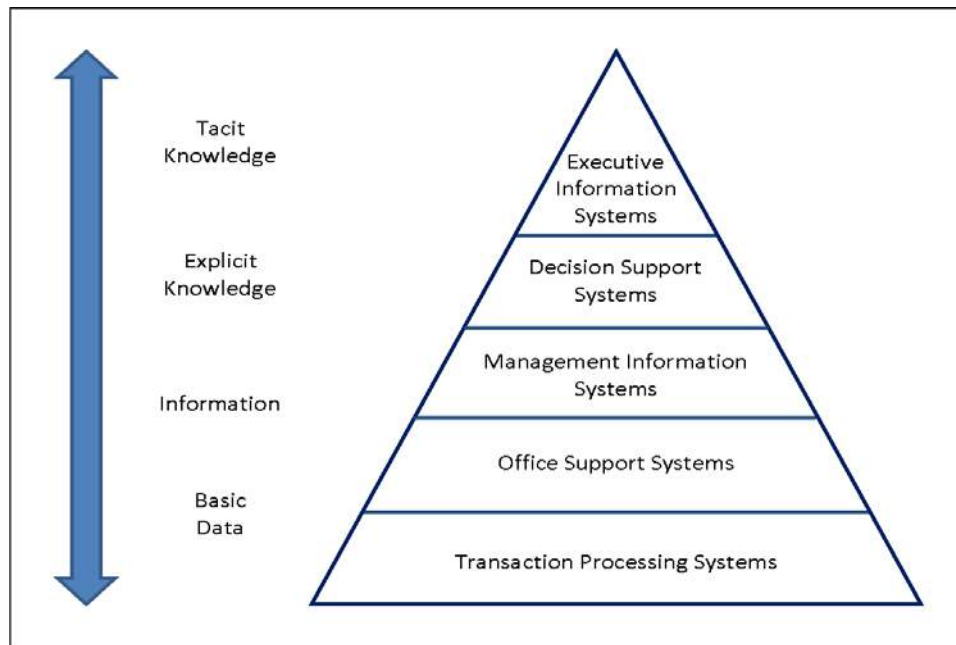 Tacit
Knowledge
Explicit
Knowledge
Information
Basic
Data
Executive
Information
Systems
Decision Support
Systems
Management Information
Systems
Office Support Systems
Transaction Processing Systems